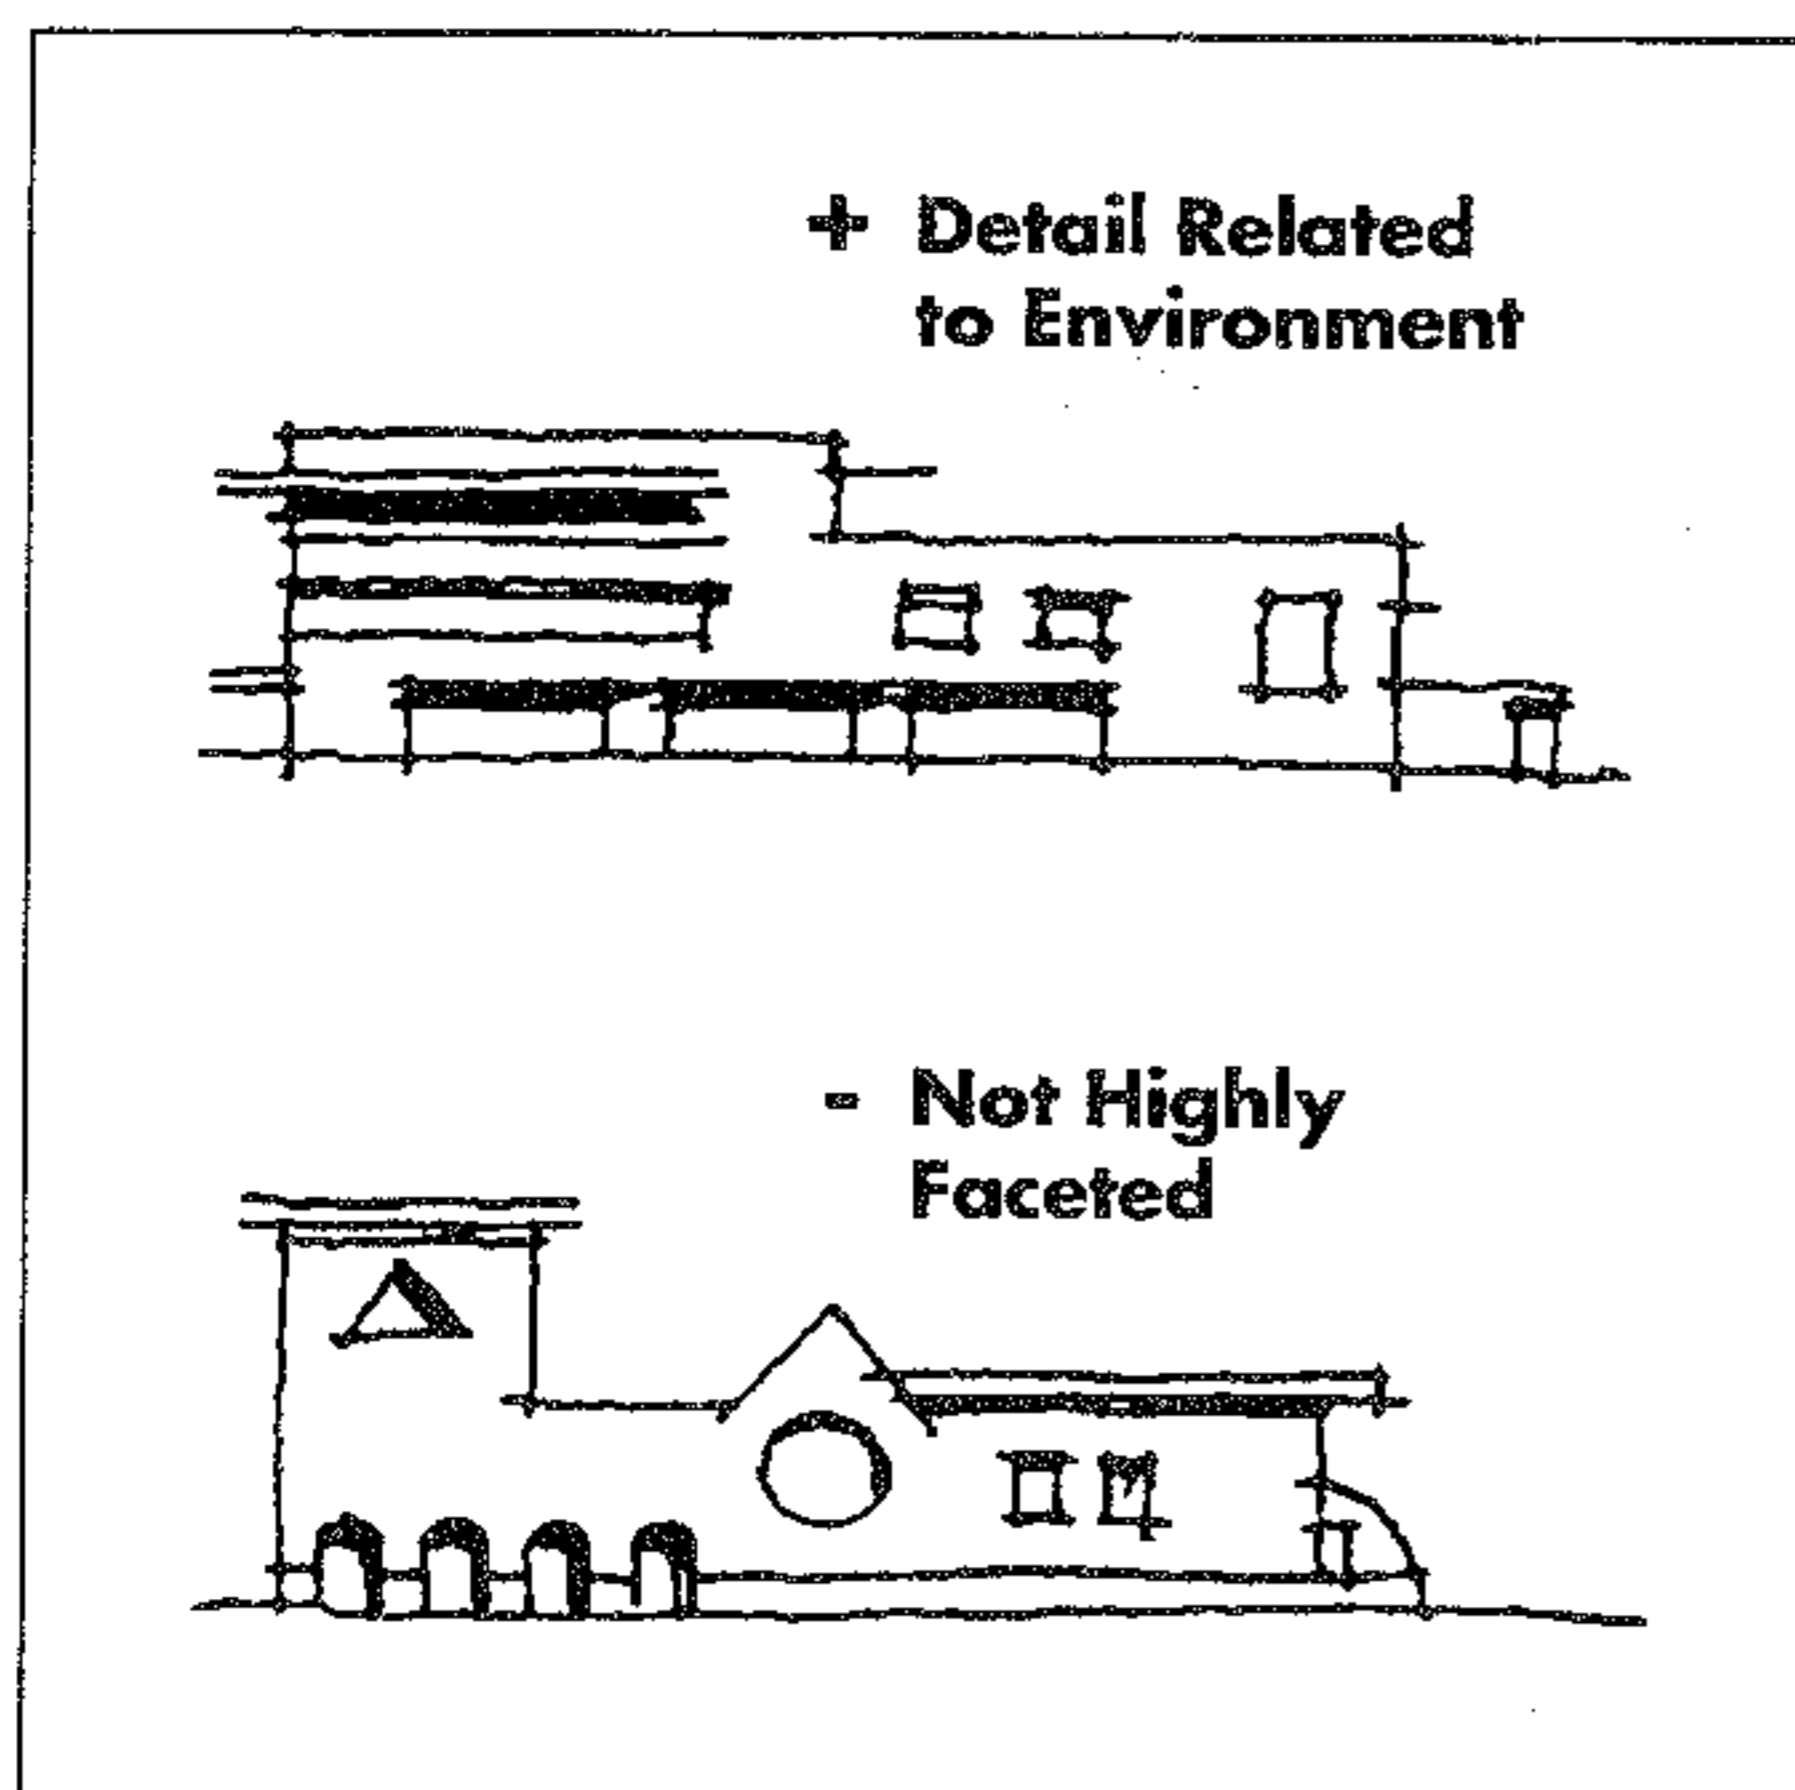 + Detail Related
to Environment
- Not Highly
Faceted